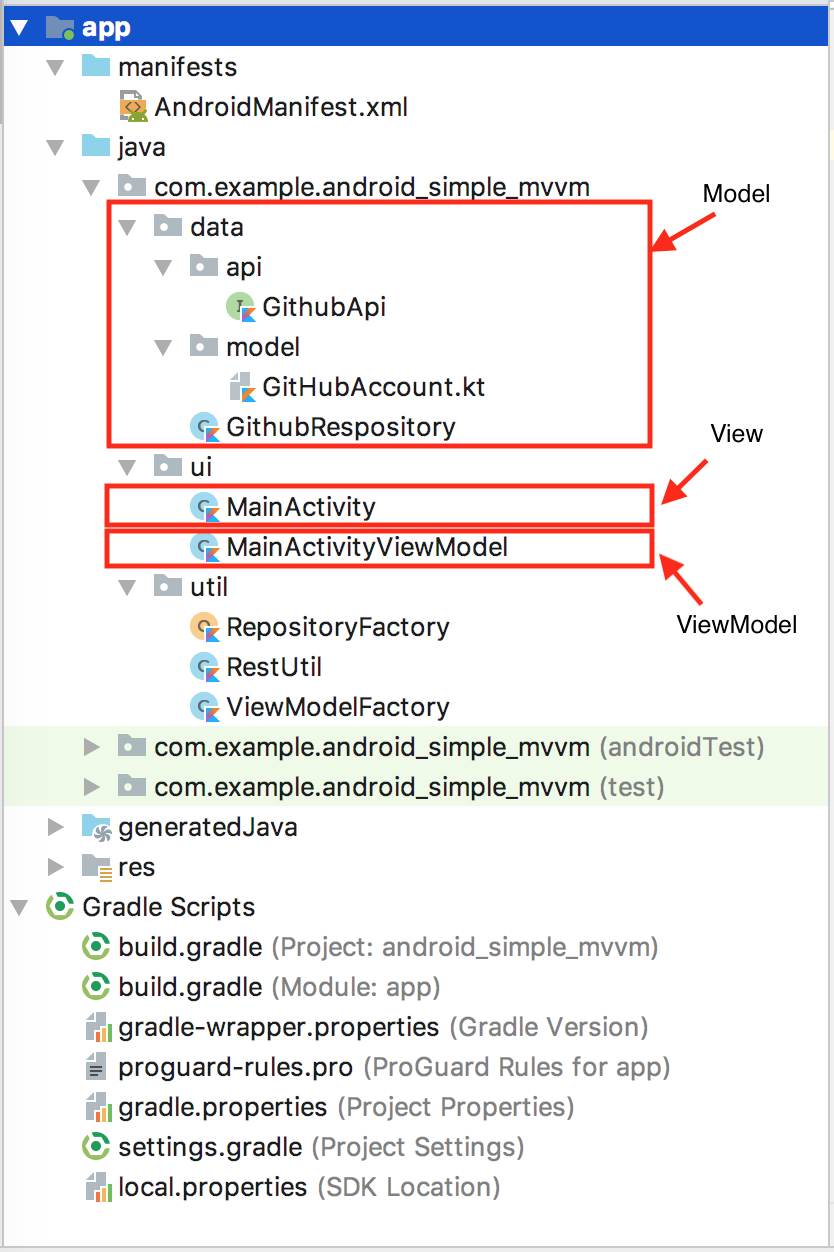 app
manifests
AndroidManifest.xml
java
com.example.android_simple_mvvm
Model
data
api
GithubApi
model
GitHubAccount.kt
GithubRespository
View
ui
MainActivity
MainActivityViewModel
util
ViewModel
RepositoryFactory
RestUtil
ViewModelFactory
com.example.android_simple_mvvm (androidTest)
com.example.android_simple_mvvm (test)
generatedJava
res
Gradle Scripts
build.gradle (Project: android_simple_mvvm)
build.gradle (Module: app)
gradle-wrapper.properties (Gradle Version)
proguard-rules.pro (ProGuard Rules for app)
gradle.properties (Project Properties)
settings.gradle (Project Settings)
local.properties (SDK Location)